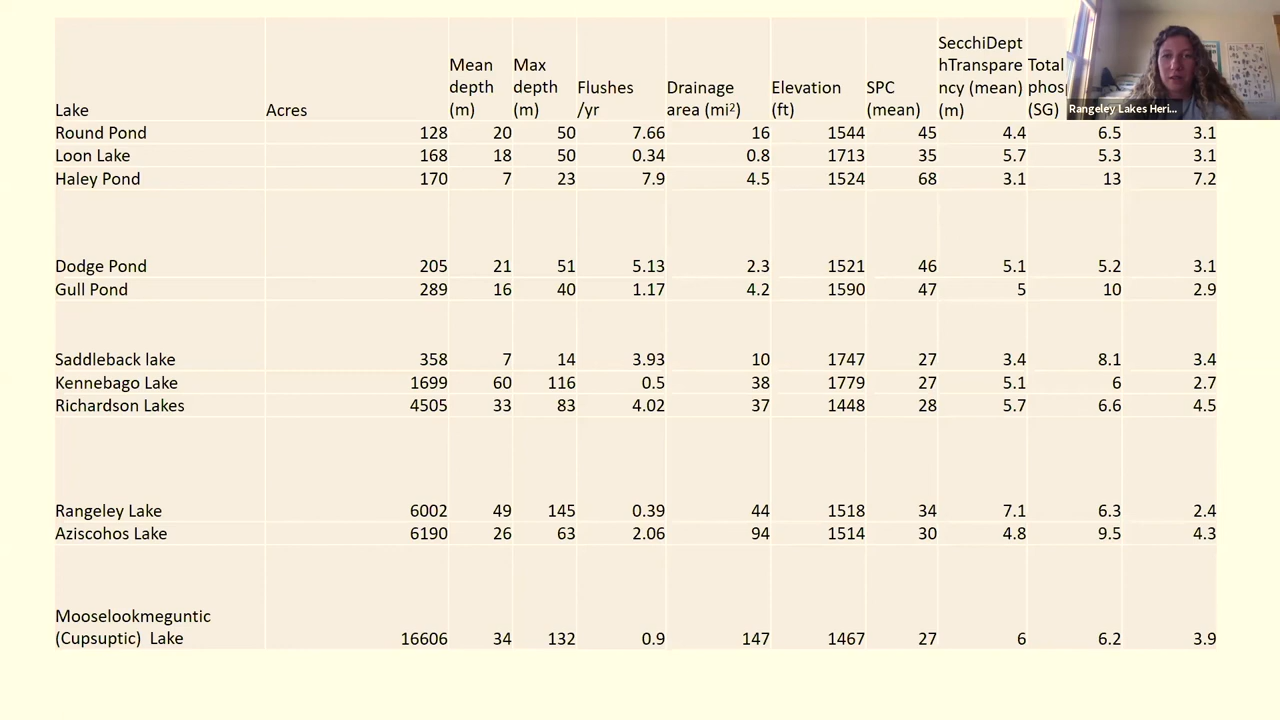 Lake Acres Mean depth (m) Max depth (m) Flushes /yr Drainage area (mi²) Elevation (ft) SPC (mean) SecchiDept hTranspare ncy (mean) (m) Total (SG)
Rangeley Lakes Heri...
Round Pond 128 20 50 7.66 16 1544 45 4.4 6.5 3.1
Loon Lake 168 18 50 0.34 0.8 1713 35 5.7 5.3 3.1
Haley Pond 170 7 23 7.9 4.5 1524 68 3.1 13 7.2
Dodge Pond 205 21 51 5.13 2.3 1521 46 5.1 5.2 3.1
Gull Pond 289 16 40 1.17 4.2 1590 47 5 10 2.9
Saddleback lake 358 7 14 3.93 10 1747 27 3.4 8.1 3.4
Kennebago Lake 1699 60 116 0.5 38 1779 27 5.1 6 2.7
Richardson Lakes 4505 33 83 4.02 37 1448 28 5.7 6.6 4.5
Rangeley Lake 6002 49 145 0.39 44 1518 34 7.1 6.3 2.4
Aziscohos Lake 6190 26 63 2.06 94 1514 30 4.8 9.5 4.3
Mooselookmeguntic
(Cupsuptic) Lake 16606 34 132 0.9 147 1467 27 6 6.2 3.9